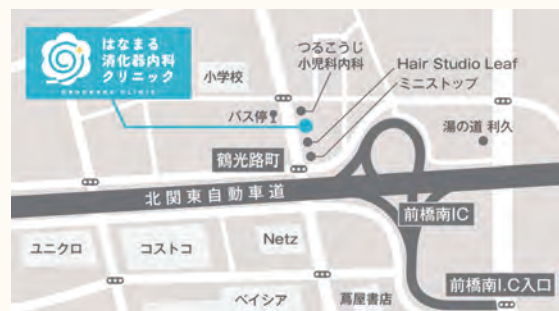 はなまる
消化器内科
クリニック
HANAMARU CLINIC
つるこうじ
小児科内科
小学校
Hair Studio Leaf
ミニストップ
バス停
湯の道 利久
鶴光路町
北関東自動車道
前橋南IC
ユニクロ
コストコ
Netz
前橋南I.C入口
ベイシア
蔦屋書店